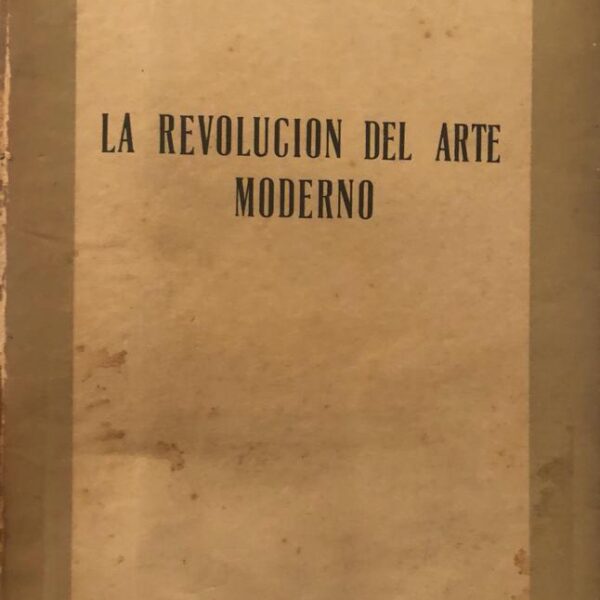 LA REVOLUCION DEL ARTE
MODERNO